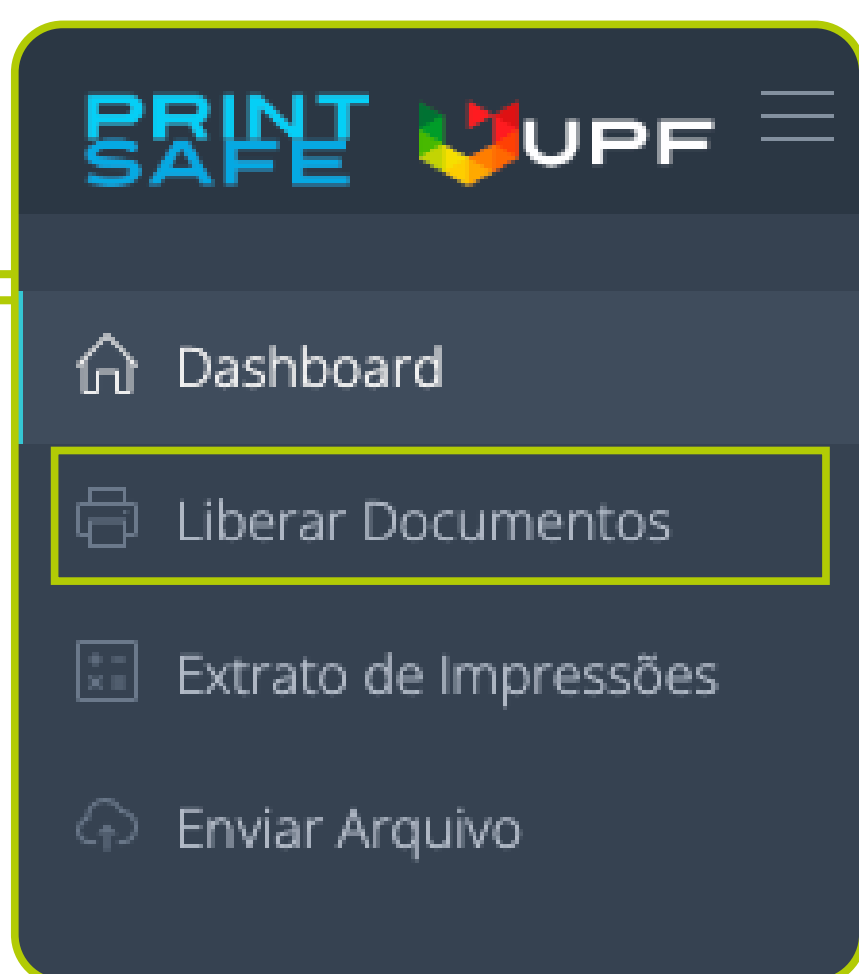 PRINT
SAFE
UPF
Dashboard
Liberar Documentos
Extrato de Impressões
Enviar Arquivo